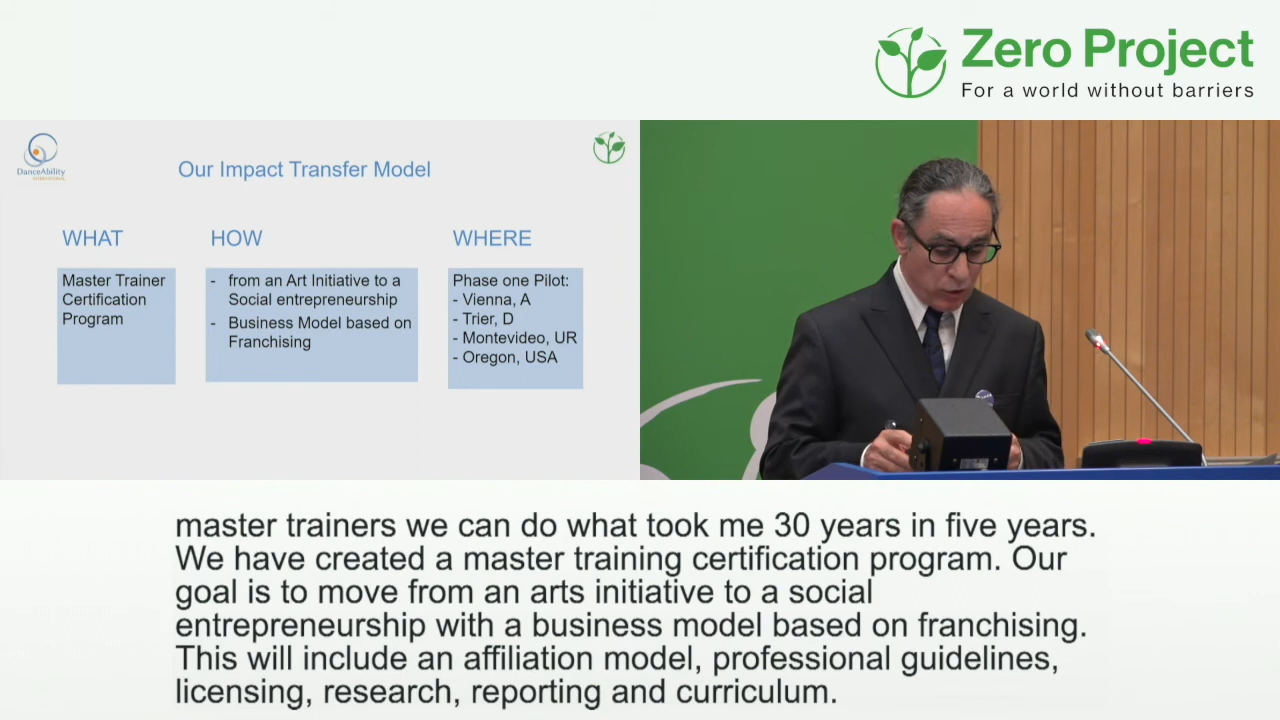 Zero Project
For a world without barriers
DanceAbility
INTERNATIONAL
Our Impact Transfer Model
WHAT
Master Trainer
Certification
Program
HOW
- from an Art Initiative to a
Social entrepreneurship
- Business Model based on
Franchising
WHERE
Phase one Pilot:
- Vienna, A
- Trier, D
- Montevideo, UR
- Oregon, USA
master trainers we can do what took me 30 years in five years.
We have created a master training certification program. Our
goal is to move from an arts initiative to a social
entrepreneurship with a business model based on franchising.
This will include an affiliation model, professional guidelines,
licensing, research, reporting and curriculum.